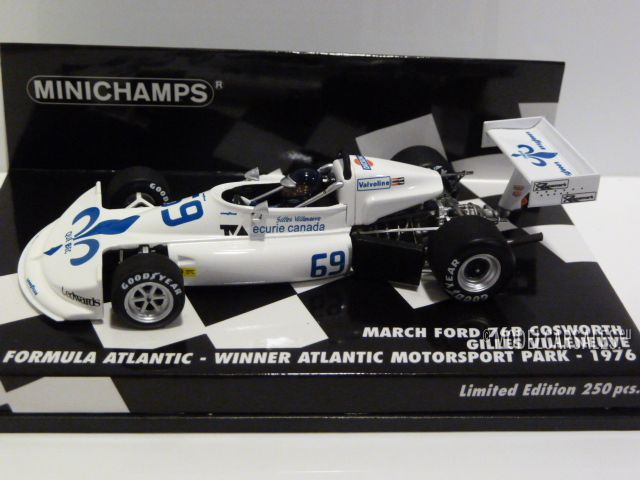 MINICHAMPS®
Valvoline
Gilles Villeneuve
ecurie canada
69
69
GOODYEAR
GOODYEAR
GOODYEAR
MARCH FORD 76B COSWORTH
GILLES VILLENEUVE
FORMULA ATLANTIC - WINNER ATLANTIC MOTORSPORT PARK - 1976
Limited Edition 250 pcs.